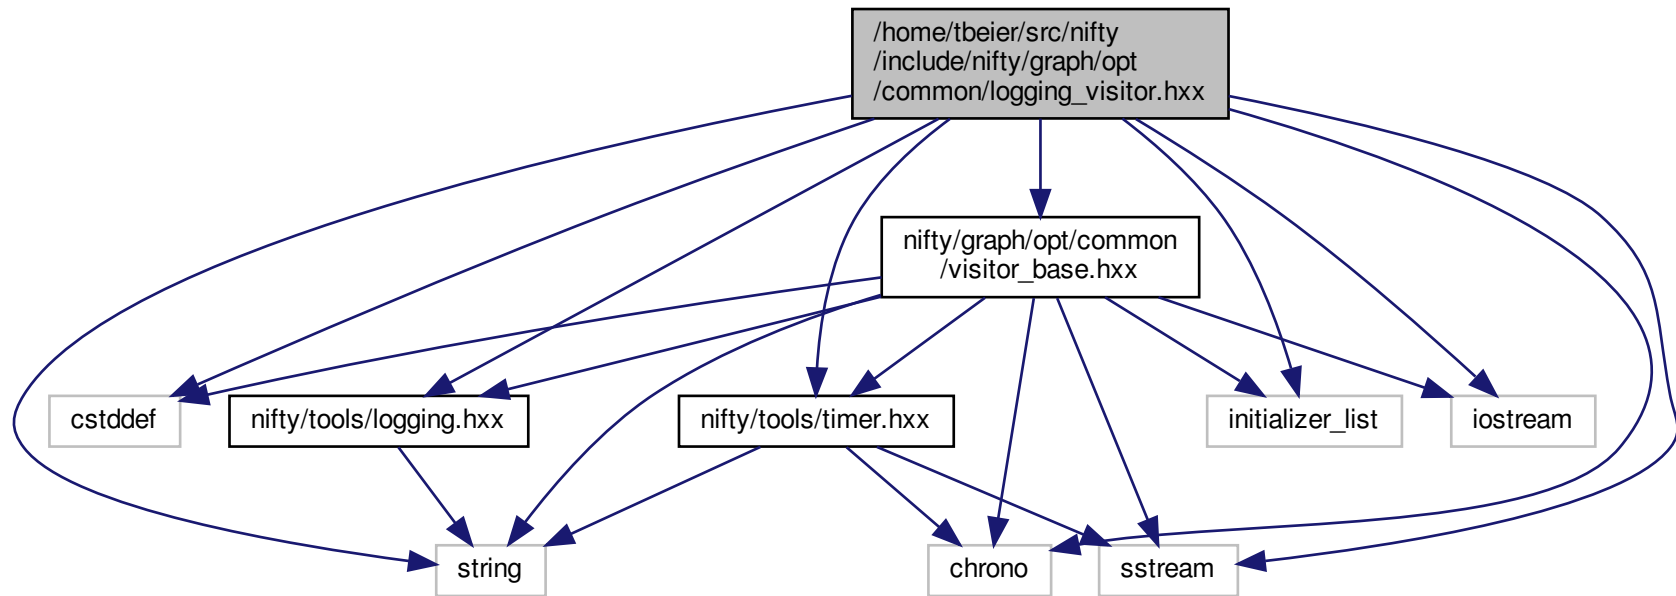 /home/tbeier/src/nifty
/include/nifty/graph/opt
/common/logging_visitor.hxx
nifty/graph/opt/common
/visitor_base.hxx
cstddef
nifty/tools/logging.hxx
nifty/tools/timer.hxx
initializer_list
iostream
string
chrono
sstream